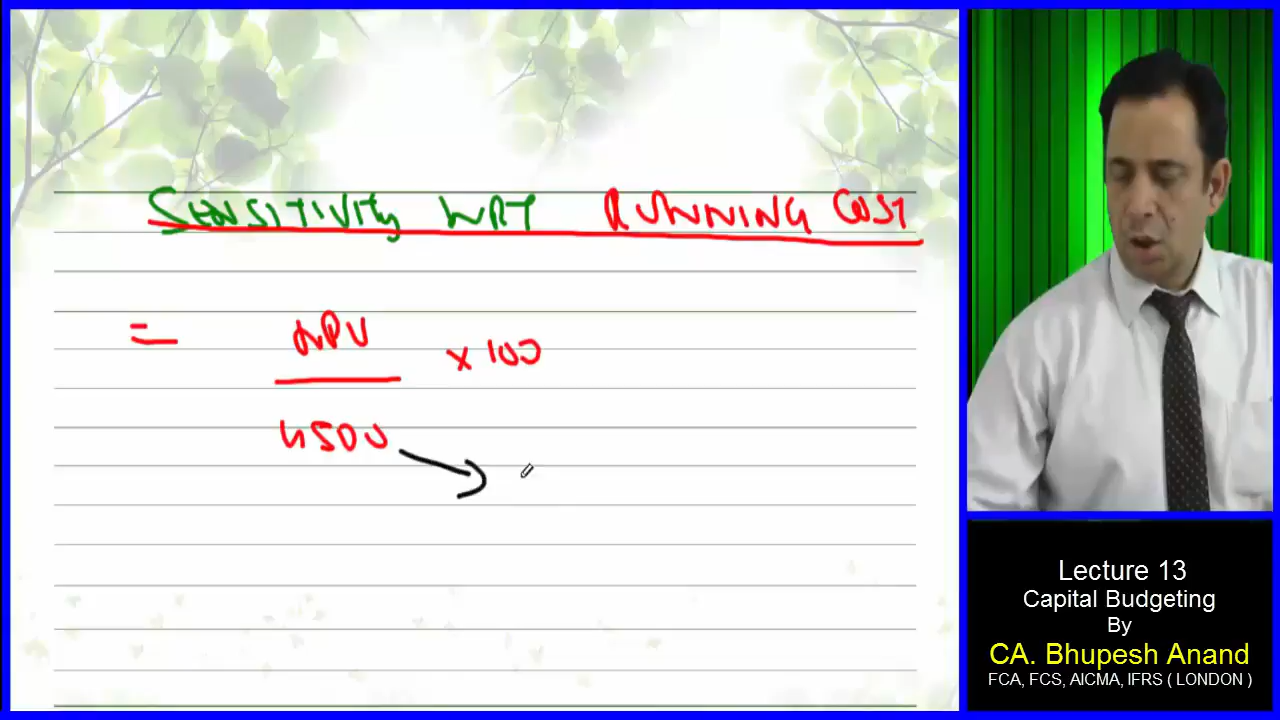 SENSITIVITY WRT RUNNING COST
= NPV × 100
4500
Lecture 13
Capital Budgeting
By
CA. Bhupesh Anand
FCA, FCS, AICMA, IFRS ( LONDON )